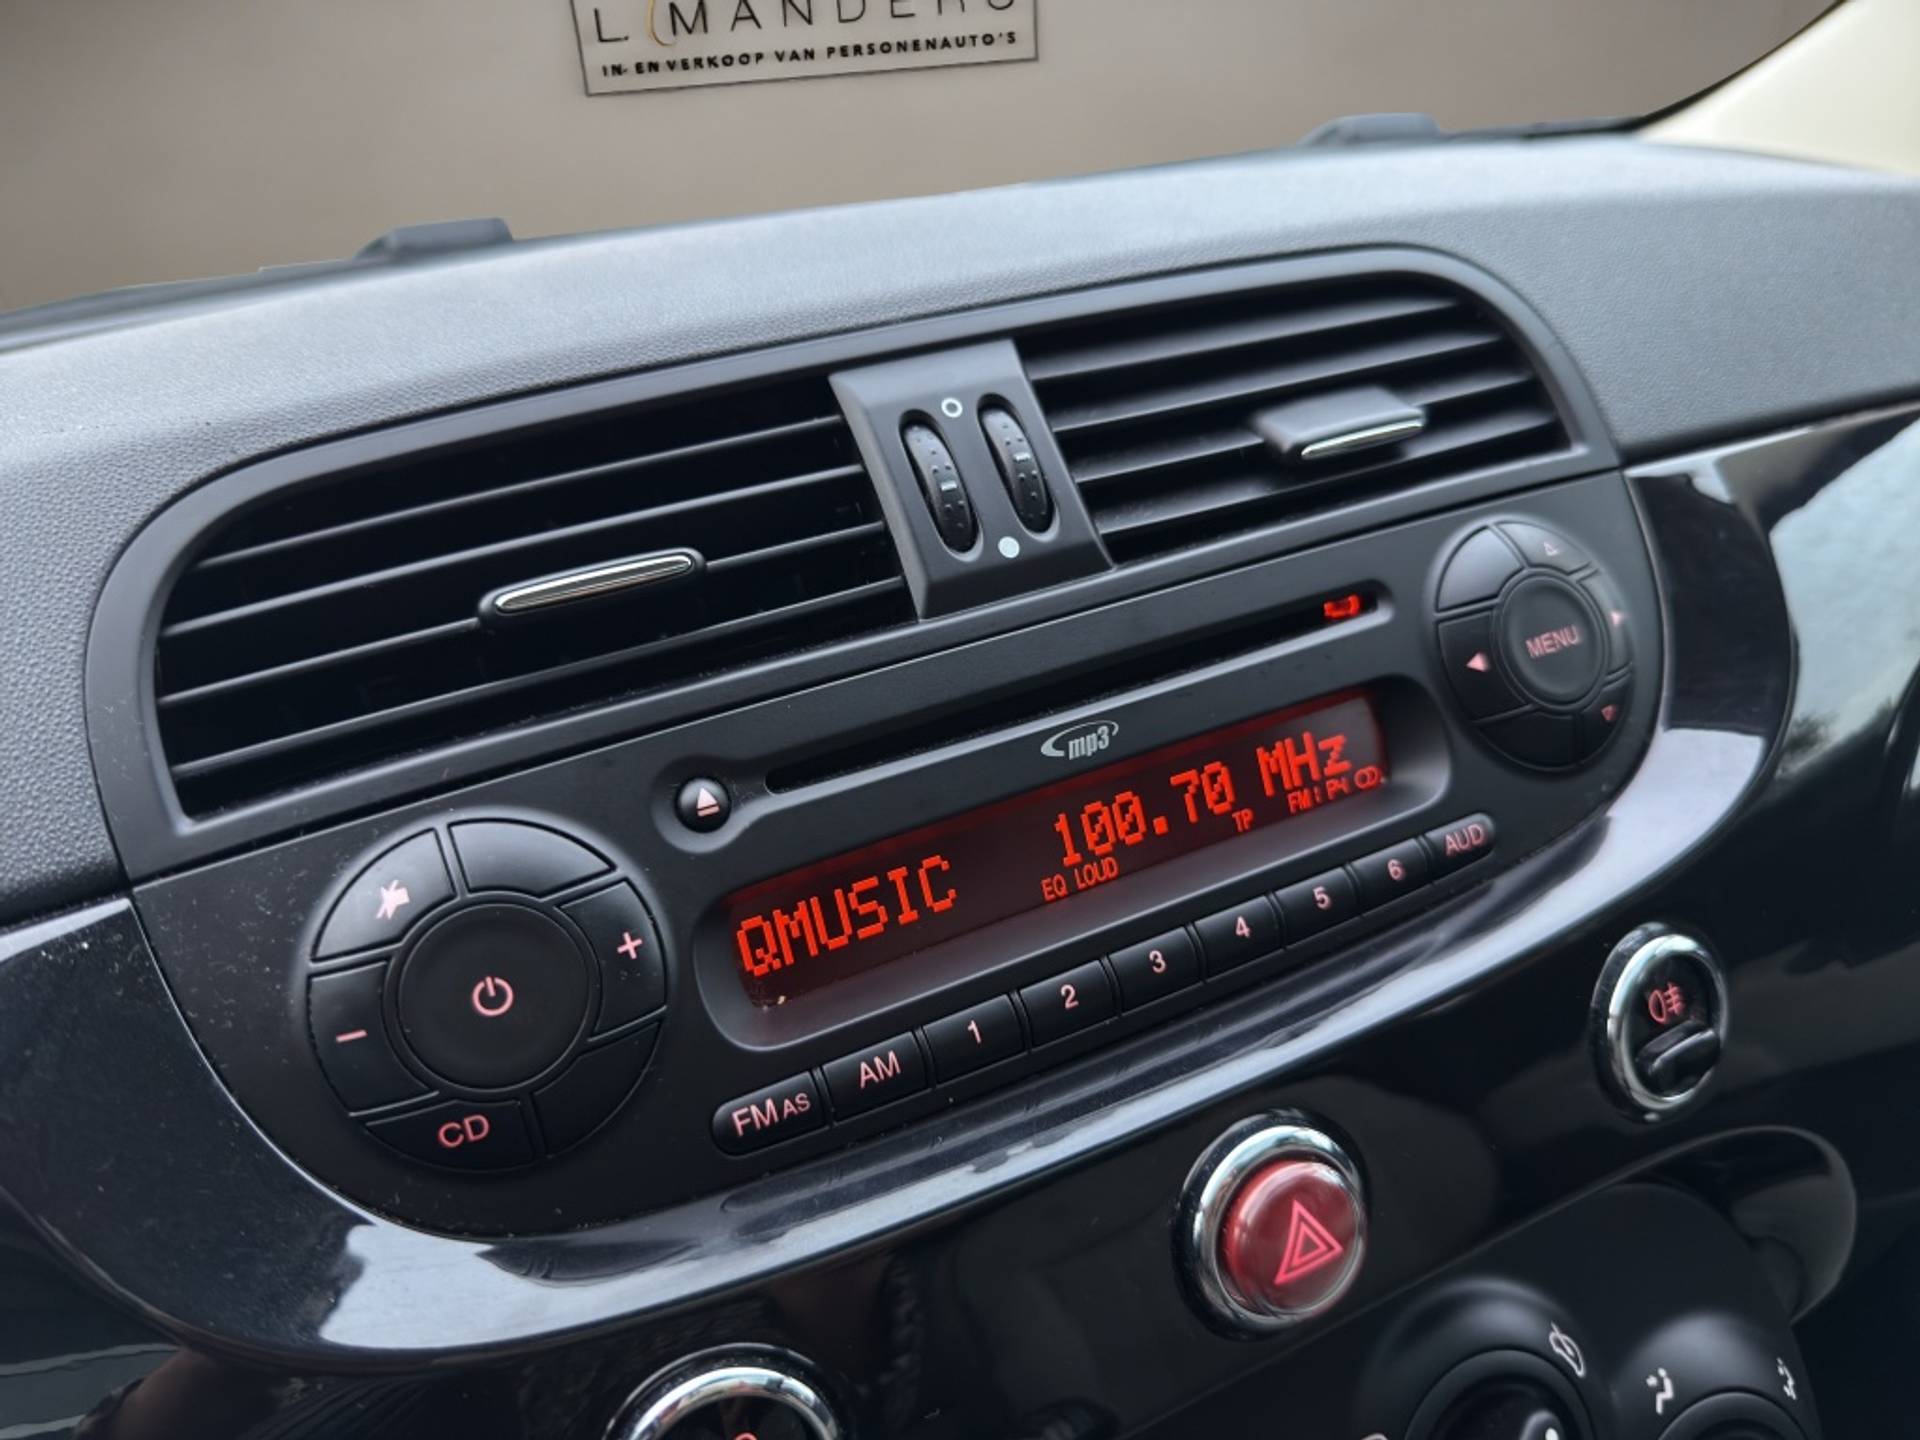 L. MANDERS
IN- EN VERKOOP VAN PERSONENAUTO'S
MENU
mp3
QMUSIC 100.70 MHz
EQ LOUD TP FM1 P4 CD
FM AS AM 1 2 3 4 5 6 AUD
CD